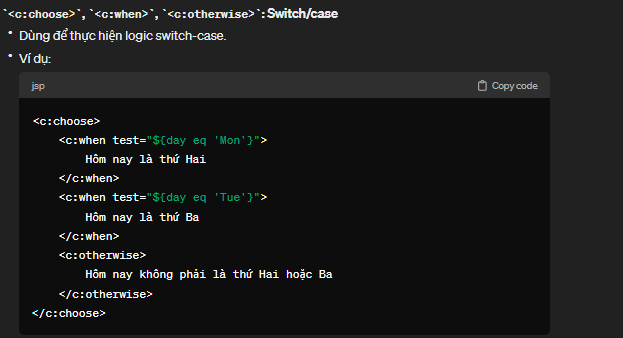 `<c:choose>`, `<c:when>`, `<c:otherwise>`: Switch/case
• Dùng để thực hiện logic switch-case.
• Ví dụ:
jsp Copy code
<c:choose>
    <c:when test="${day eq 'Mon'}">
        Hôm nay là thứ Hai
    </c:when>
    <c:when test="${day eq 'Tue'}">
        Hôm nay là thứ Ba
    </c:when>
    <c:otherwise>
        Hôm nay không phải là thứ Hai hoặc Ba
    </c:otherwise>
</c:choose>